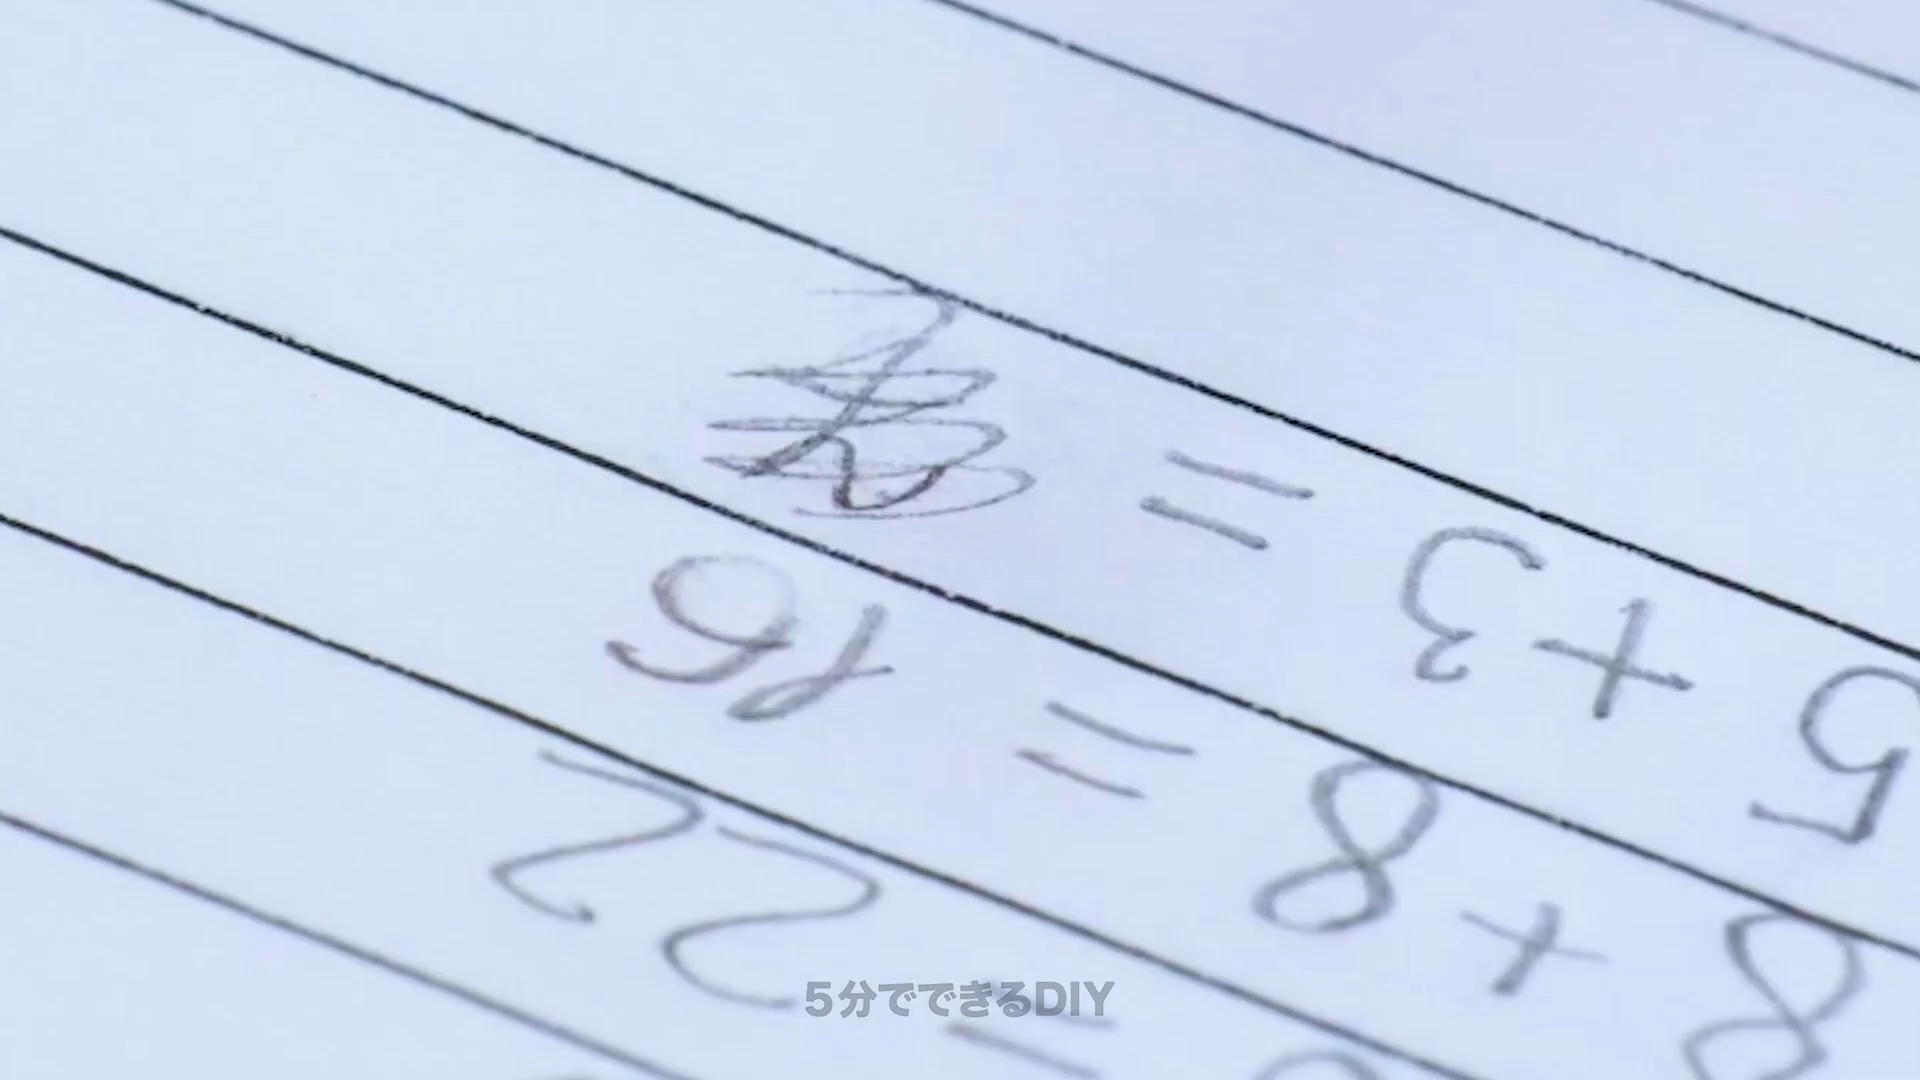 = 22
8 + 8 = 16
5 + 3 =
5分でできるDIY